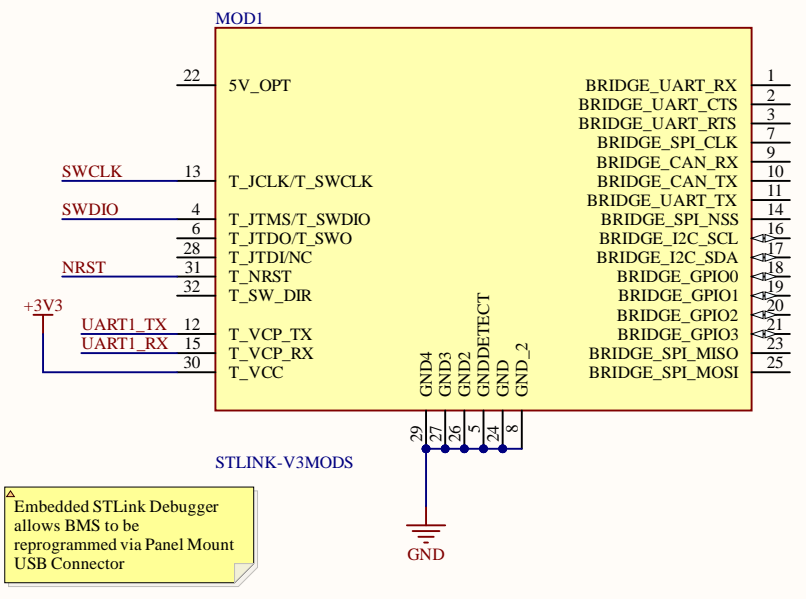 MOD1
22 5V_OPT
SWCLK 13 T_JCLK/T_SWCLK
SWDIO 4 T_JTMS/T_SWDIO
6 T_JTDO/T_SWO
28 T_JTDI/NC
NRST 31 T_NRST
32 T_SW_DIR
+3V3
UART1_TX 12 T_VCP_TX
UART1_RX 15 T_VCP_RX
30 T_VCC
BRIDGE_UART_RX 1
BRIDGE_UART_CTS 2
BRIDGE_UART_RTS 3
BRIDGE_SPI_CLK 7
BRIDGE_CAN_RX 9
BRIDGE_CAN_TX 10
BRIDGE_UART_TX 11
BRIDGE_SPI_NSS 14
BRIDGE_I2C_SCL 16
BRIDGE_I2C_SDA 17
BRIDGE_GPIO0 18
BRIDGE_GPIO1 19
BRIDGE_GPIO2 20
BRIDGE_GPIO3 21
BRIDGE_SPI_MISO 23
BRIDGE_SPI_MOSI 25
GND4 29
GND3 27
GND2 26
GNDDETECT 5
GND 24
GND_2 8
STLINK-V3MODS
GND
Embedded STLink Debugger
allows BMS to be
reprogrammed via Panel Mount
USB Connector